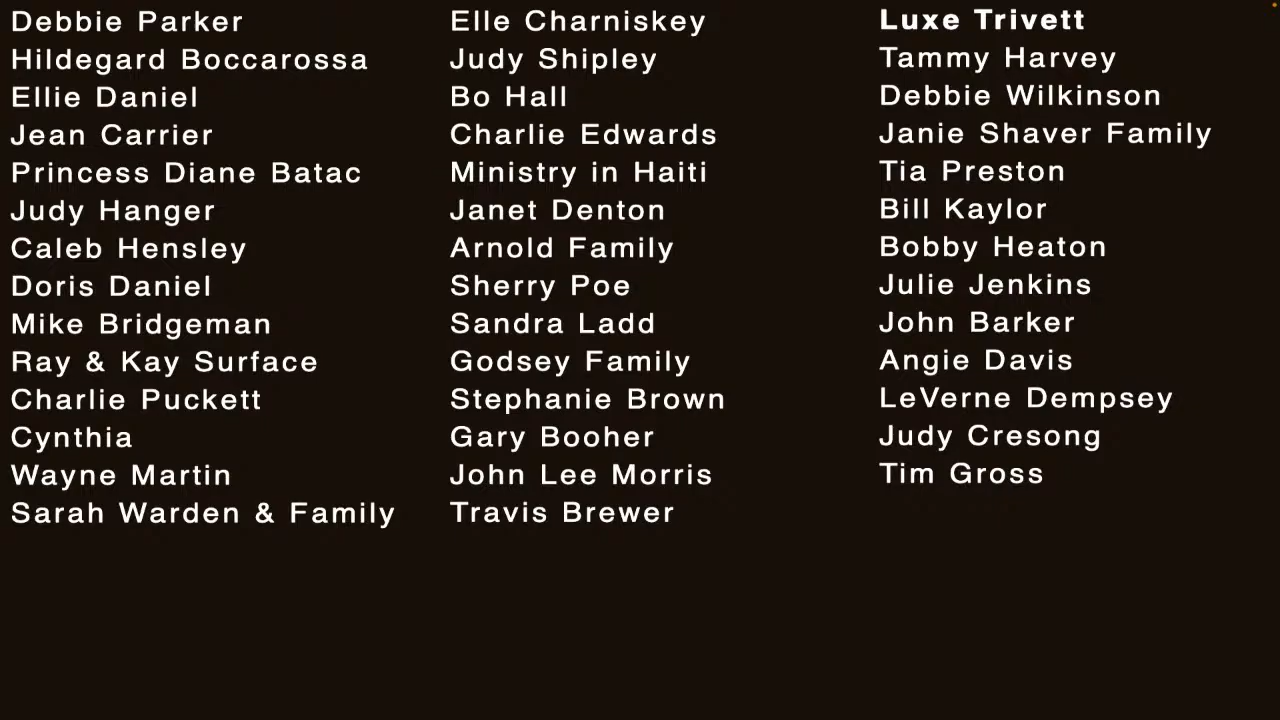 Debbie Parker
Hildegard Boccarossa
Ellie Daniel
Jean Carrier
Princess Diane Batac
Judy Hanger
Caleb Hensley
Doris Daniel
Mike Bridgeman
Ray & Kay Surface
Charlie Puckett
Cynthia
Wayne Martin
Sarah Warden & Family
Elle Charniskey
Judy Shipley
Bo Hall
Charlie Edwards
Ministry in Haiti
Janet Denton
Arnold Family
Sherry Poe
Sandra Ladd
Godsey Family
Stephanie Brown
Gary Booher
John Lee Morris
Travis Brewer
Luxe Trivett
Tammy Harvey
Debbie Wilkinson
Janie Shaver Family
Tia Preston
Bill Kaylor
Bobby Heaton
Julie Jenkins
John Barker
Angie Davis
LeVerne Dempsey
Judy Cresong
Tim Gross